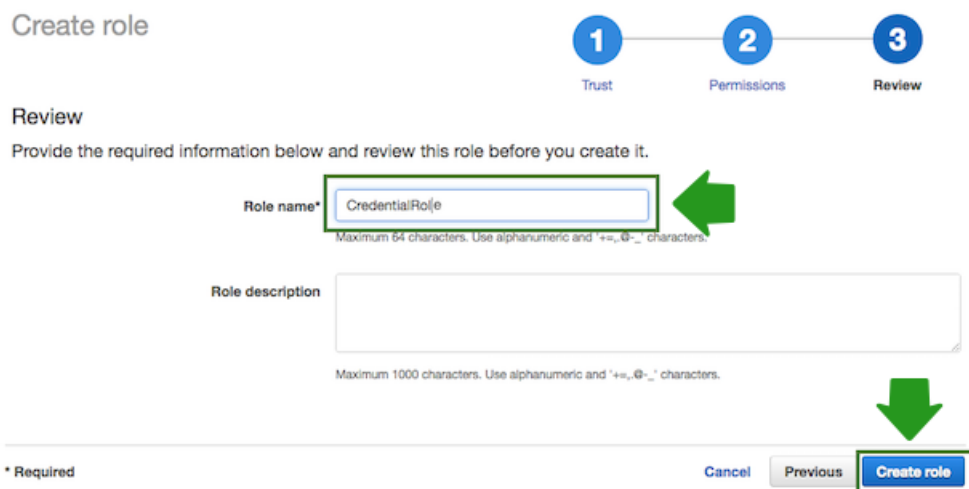 Create role
1
2
3
Trust
Permissions
Review
Review
Provide the required information below and review this role before you create it.
Role name*
CredentialRole
Maximum 64 characters. Use alphanumeric and '+=,.@-_' characters.
Role description
Maximum 1000 characters. Use alphanumeric and '+=,.@-_' characters.
* Required
Cancel
Previous
Create role